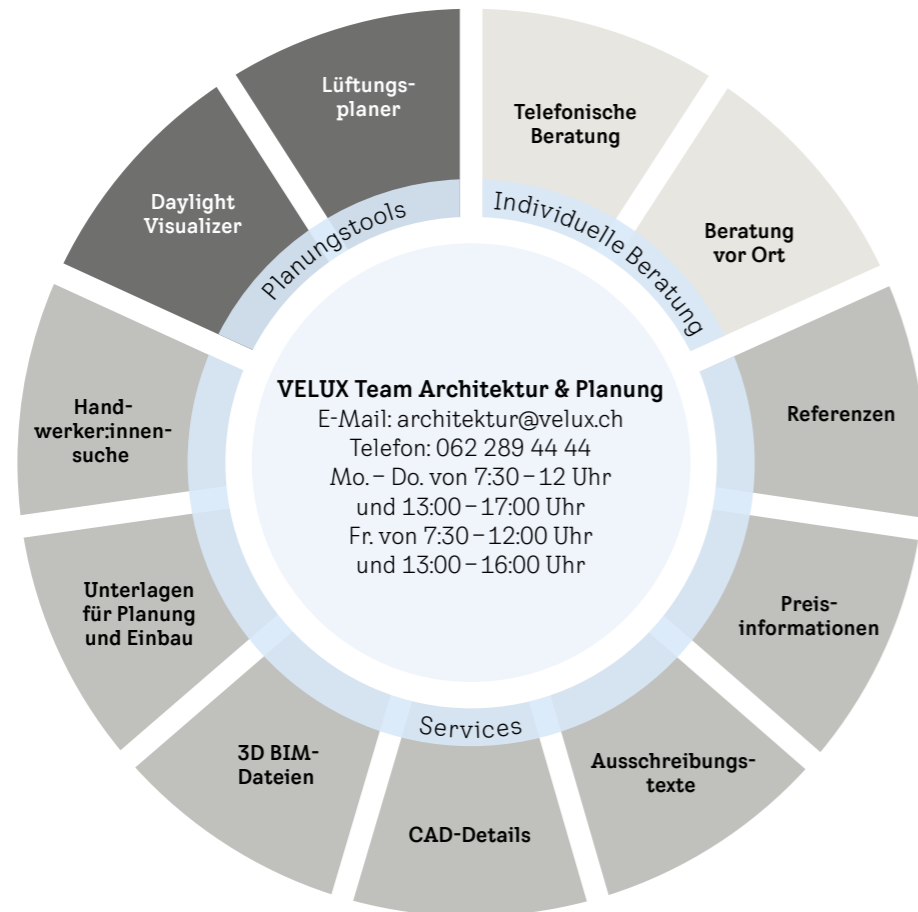 Lüftungs-
planer
Telefonische
Beratung
Daylight
Visualizer
Planungstools
Individuelle Beratung
Beratung
vor Ort
VELUX Team Architektur & Planung
E-Mail: architektur@velux.ch
Telefon: 062 289 44 44
Mo. – Do. von 7:30 – 12 Uhr
und 13:00 – 17:00 Uhr
Fr. von 7:30 – 12:00 Uhr
und 13:00 – 16:00 Uhr
Hand-
werker:innen-
suche
Referenzen
Unterlagen
für Planung
und Einbau
Preis-
informationen
Services
3D BIM-
Dateien
Ausschreibungs-
texte
CAD-Details